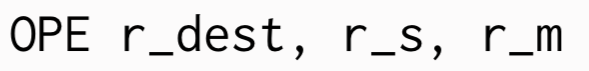 OPE r_dest, r_s, r_m